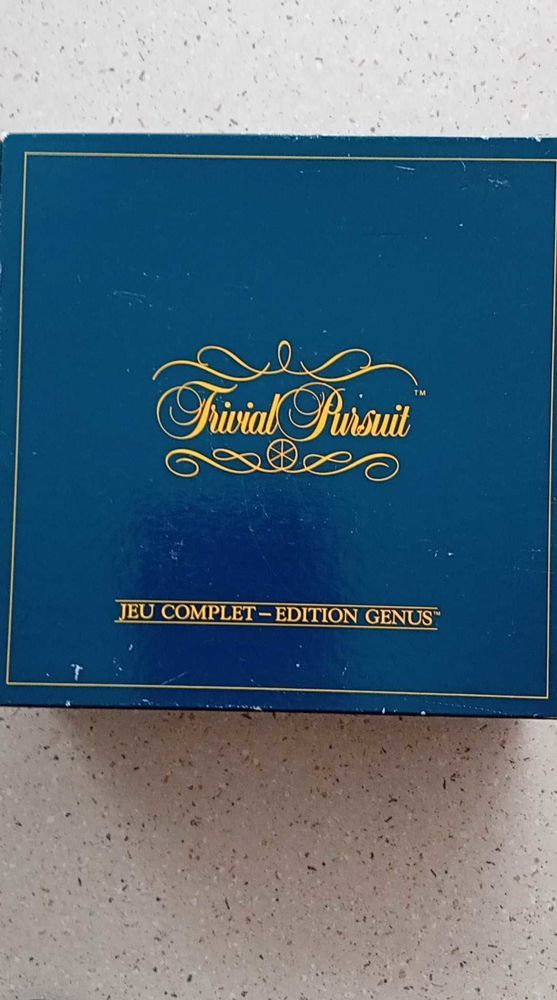 Trivial Pursuit™
JEU COMPLET – EDITION GENUS™